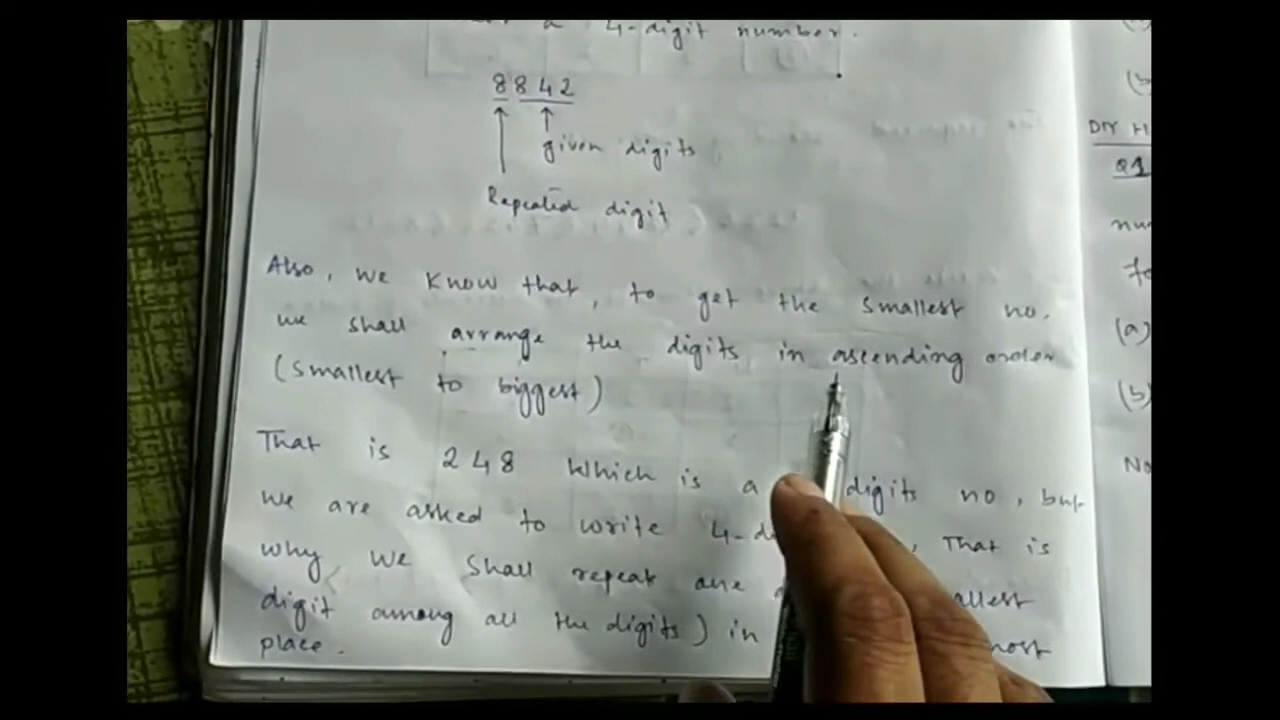 a 4-digit number.
8842
given digits
Repeated digit
Also, we know that, to get the smallest no.
we shall arrange the digits in ascending order
(smallest to biggest)
That is 248 which is a digits no, but
we are asked to write 4- , That is
why we shall repeat one
digit among all the digits) in
place.
(b
DIY
Q1
(a)
(b)